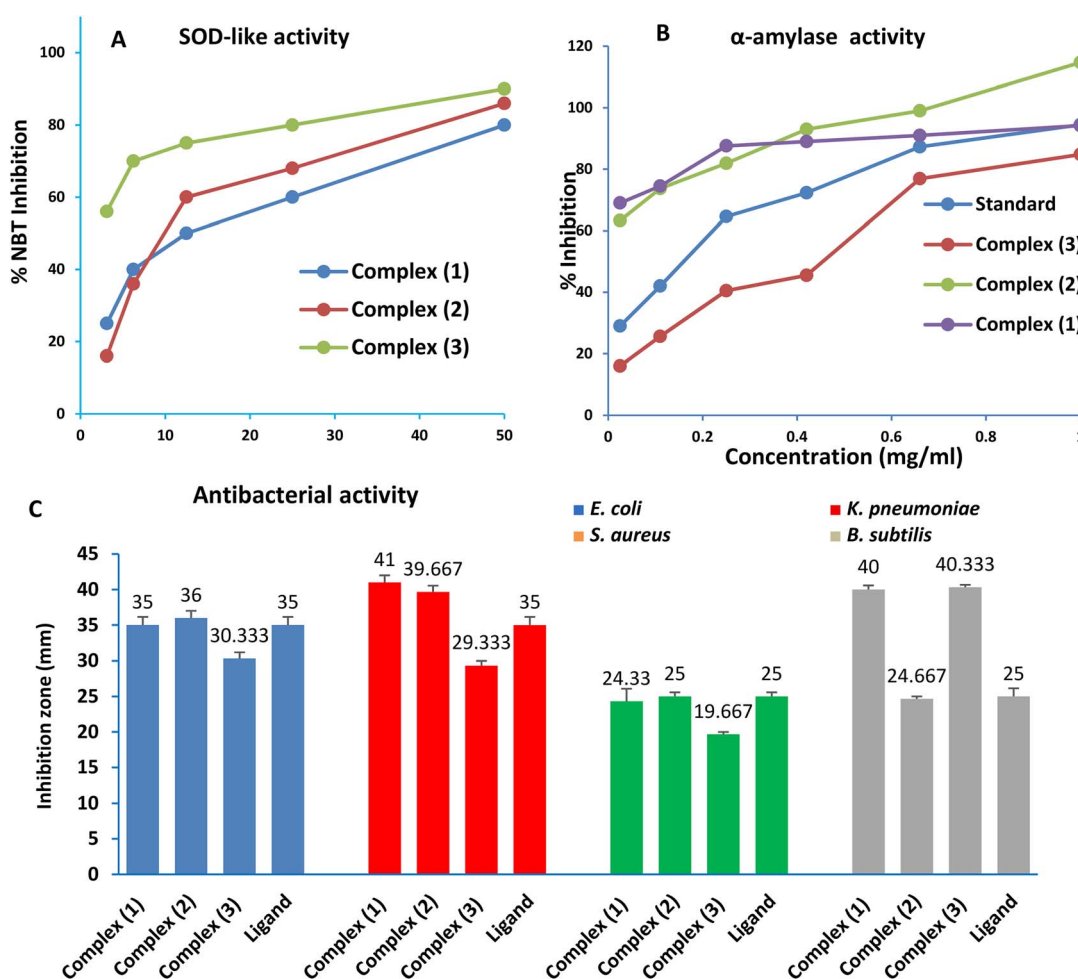 A
SOD-like activity
% NBT Inhibition
100
80
60
40
20
0
0 10 20 30 40 50
Complex (1)
Complex (2)
Complex (3)
B
α-amylase activity
% Inhibition
120
100
80
60
40
20
0
0 0.2 0.4 0.6 0.8
Concentration (mg/ml)
Standard
Complex (3)
Complex (2)
Complex (1)
C
Antibacterial activity
E. coli
K. pneumoniae
S. aureus
B. subtilis
Inhibition zone (mm)
45
40
35
30
25
20
15
10
5
0
35 36 30.333 35
41 39.667 29.333 35
24.33 25 19.667 25
40 24.667 40.333 25
Complex (1) Complex (2) Complex (3) Ligand
Complex (1) Complex (2) Complex (3) Ligand
Complex (1) Complex (2) Complex (3) Ligand
Complex (1) Complex (2) Complex (3) Ligand